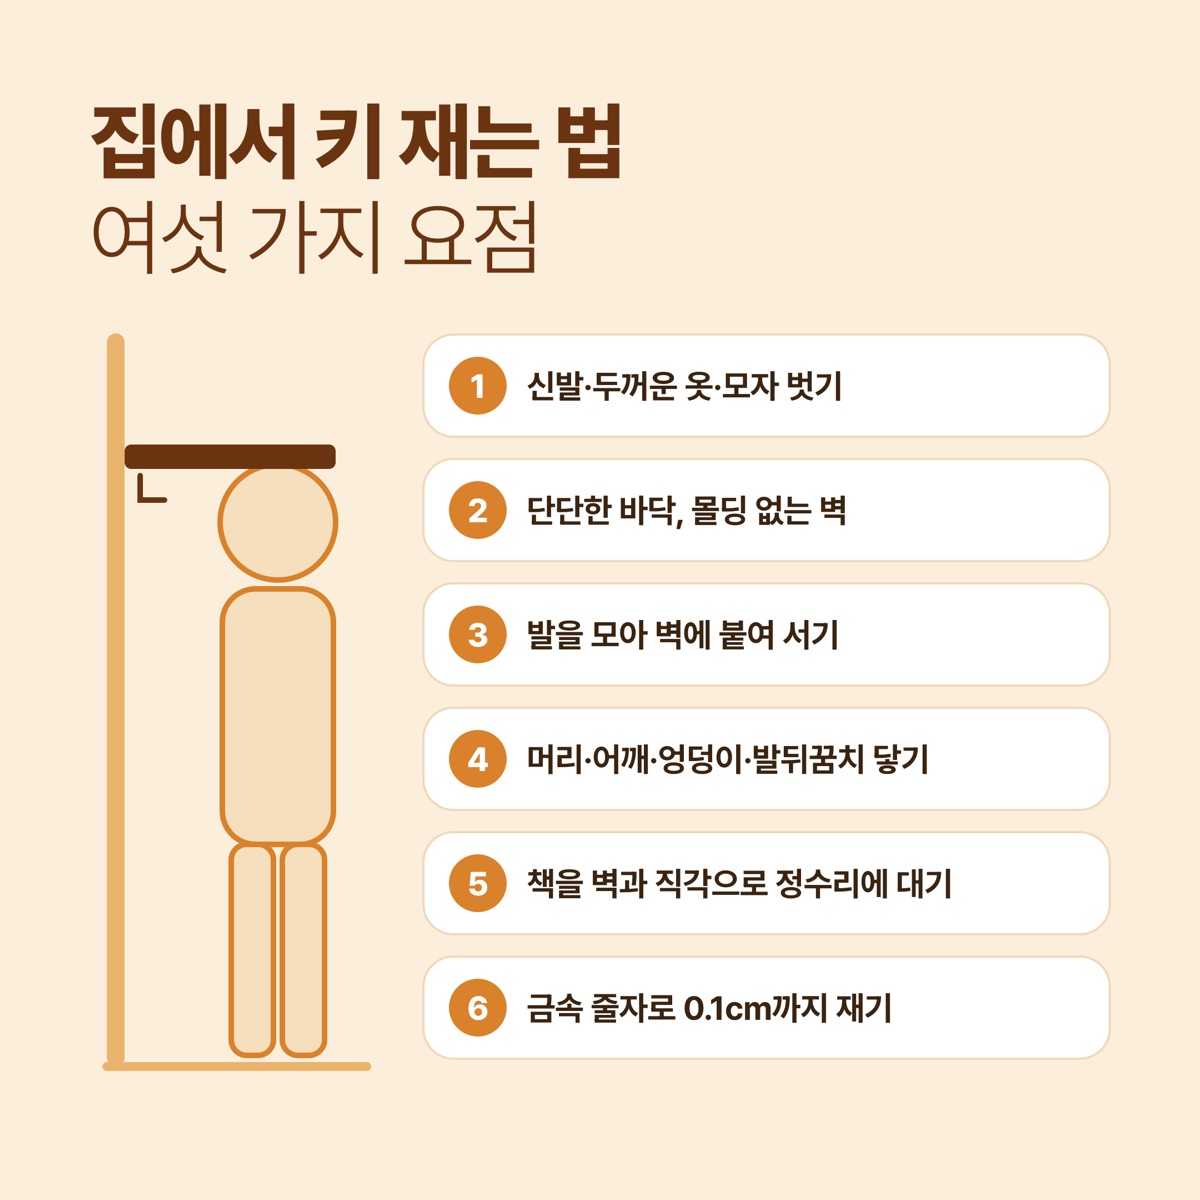 집에서 키 재는 법
여섯 가지 요점
1 신발·두꺼운 옷·모자 벗기
2 단단한 바닥, 몰딩 없는 벽
3 발을 모아 벽에 붙여 서기
4 머리·어깨·엉덩이·발뒤꿈치 닿기
5 책을 벽과 직각으로 정수리에 대기
6 금속 줄자로 0.1cm까지 재기